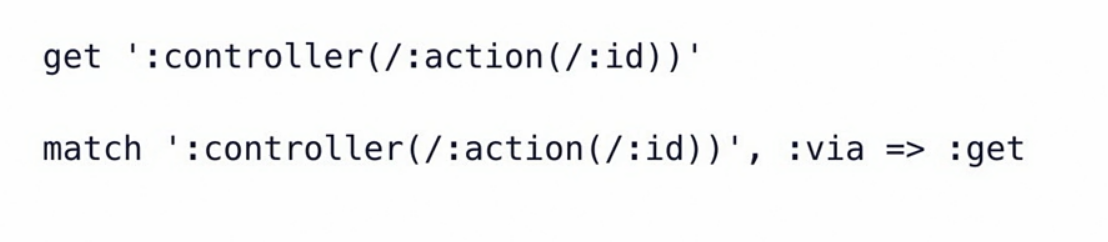 get ':controller(/:action(/:id))'
match ':controller(/:action(/:id))', :via => :get